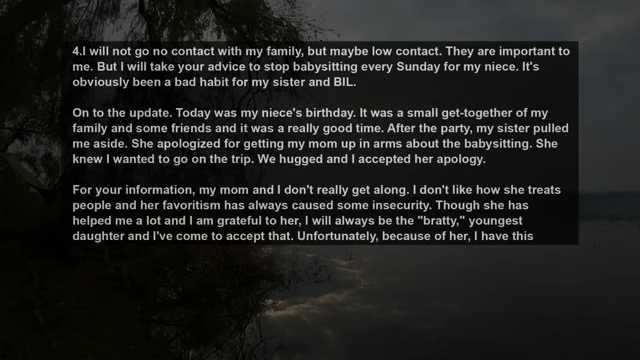 4.I will not go no contact with my family, but maybe low contact. They are important to
me. But I will take your advice to stop babysitting every Sunday for my niece. It's
obviously been a bad habit for my sister and BIL.
On to the update. Today was my niece's birthday. It was a small get-together of my
family and some friends and it was a really good time. After the party, my sister pulled
me aside. She apologized for getting my mom up in arms about the babysitting. She
knew I wanted to go on the trip. We hugged and I accepted her apology.
For your information, my mom and I don't really get along. I don't like how she treats
people and her favoritism has always caused some insecurity. Though she has
helped me a lot and I am grateful to her, I will always be the "bratty," youngest
daughter and I've come to accept that. Unfortunately, because of her, I have this